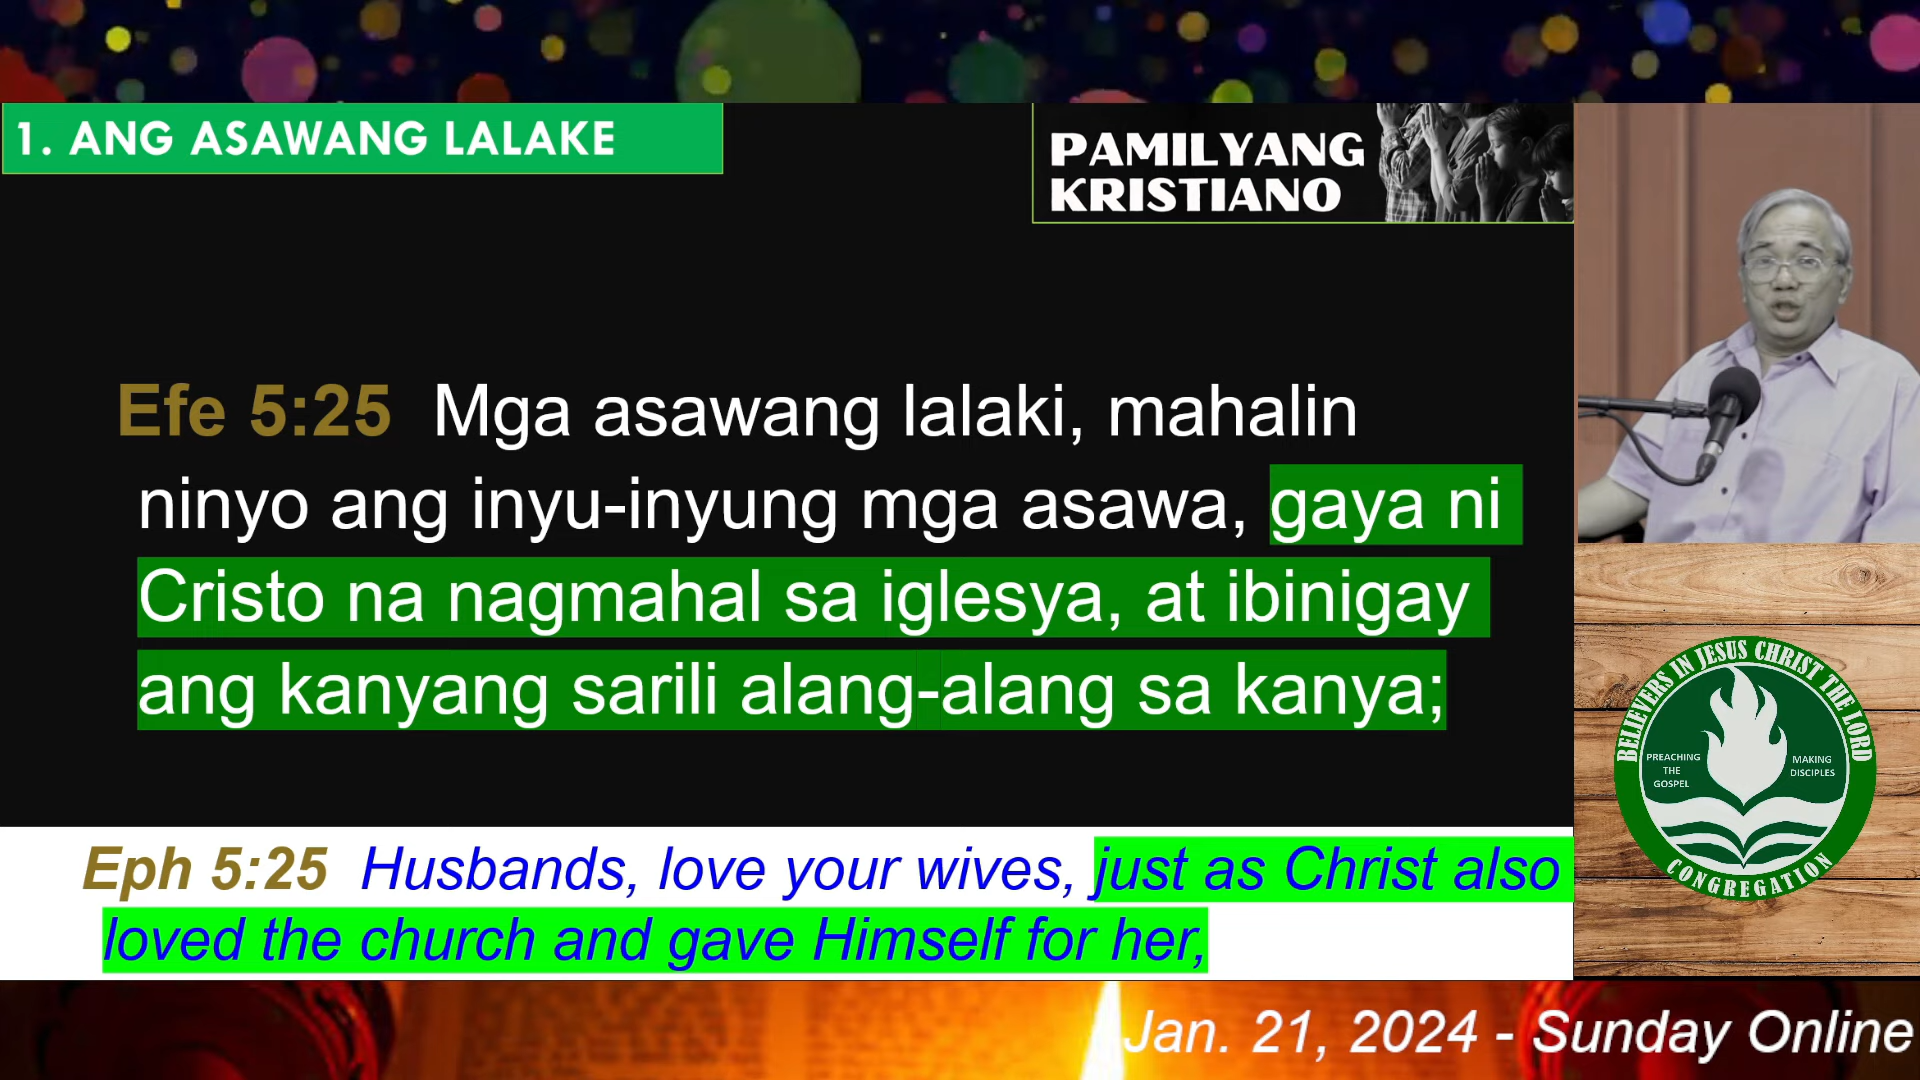 1. ANG ASAWANG LALAKE
PAMILYANG
KRISTIANO
Efe 5:25 Mga asawang lalaki, mahalin
ninyo ang inyu-inyung mga asawa, gaya ni
Cristo na nagmahal sa iglesya, at ibinigay
ang kanyang sarili alang-alang sa kanya;
Eph 5:25 Husbands, love your wives, just as Christ also
loved the church and gave Himself for her,
BELIEVERS IN JESUS CHRIST THE LORD
PREACHING
THE
GOSPEL
MAKING
DISCIPLES
CONGREGATION
Jan. 21, 2024 - Sunday Online